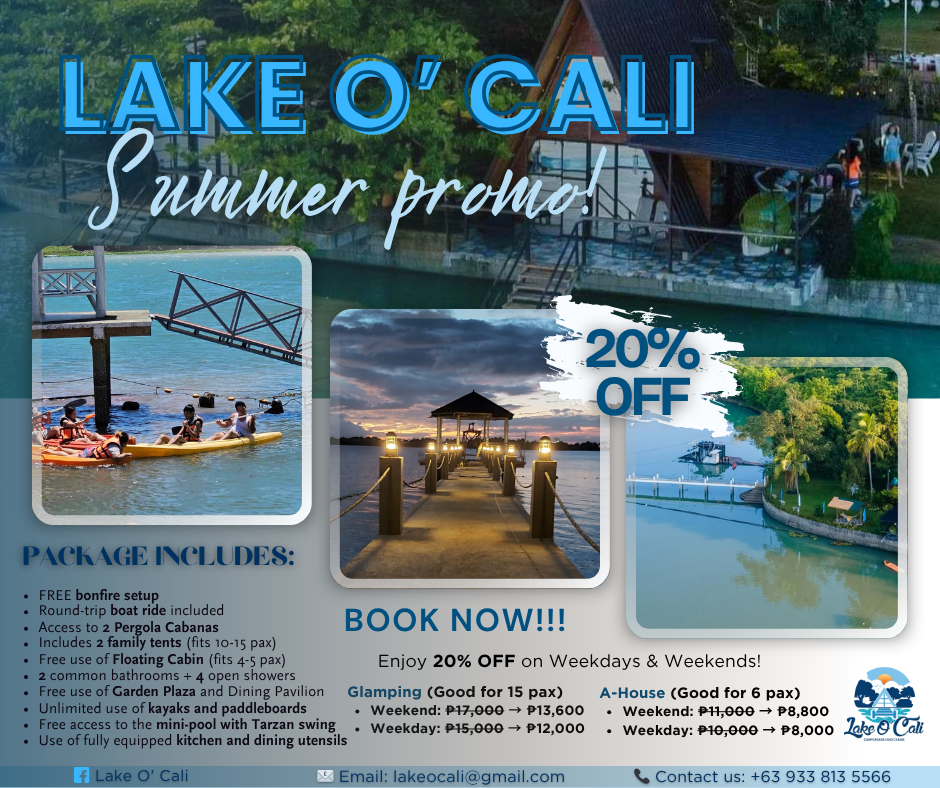 LAKE O' CALI
Summer promo!
20%
OFF
PACKAGE INCLUDES:
• FREE bonfire setup
• Round-trip boat ride included
• Access to 2 Pergola Cabanas
• Includes 2 family tents (fits 10-15 pax)
• Free use of Floating Cabin (fits 4-5 pax)
• 2 common bathrooms + 4 open showers
• Free use of Garden Plaza and Dining Pavilion
• Unlimited use of kayaks and paddleboards
• Free access to the mini-pool with Tarzan swing
• Use of fully equipped kitchen and dining utensils
BOOK NOW!!!
Enjoy 20% OFF on Weekdays & Weekends!
Glamping (Good for 15 pax)
• Weekend: ₱17,000 → ₱13,600
• Weekday: ₱15,000 → ₱12,000
A-House (Good for 6 pax)
• Weekend: ₱11,000 → ₱8,800
• Weekday: ₱10,000 → ₱8,000
Lake O' Cali
Lake O' Cali
Email: lakeocali@gmail.com
Contact us: +63 933 813 5566